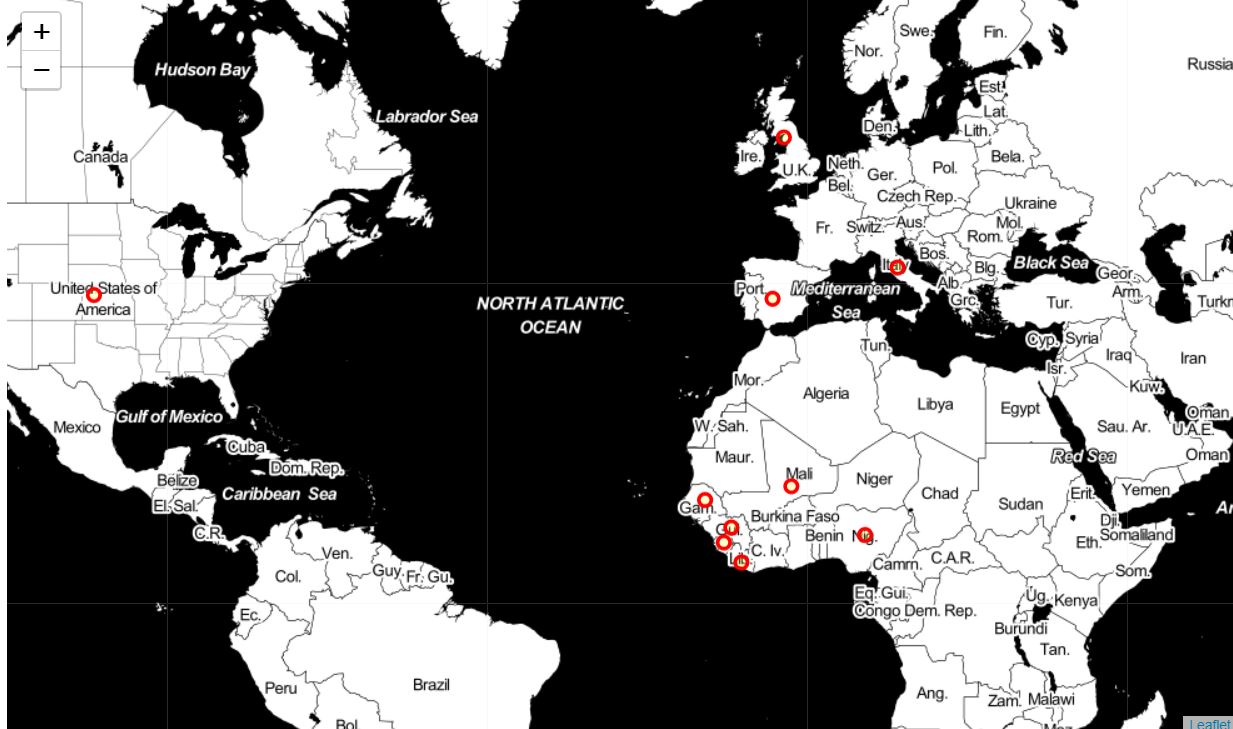 +
−
Hudson Bay
Labrador Sea
Canada
United States of
America
NORTH ATLANTIC
OCEAN
Gulf of Mexico
Mexico
Cuba
Dom. Rep.
Belize
Caribbean Sea
El. Sal.
C.R.
Ven.
Guy.
Fr. Gu.
Col.
Ec.
Peru
Brazil
Bol.
Swe.
Fin.
Nor.
Russia
Est.
Lat.
Den.
Lith.
Ire.
U.K.
Neth.
Bel.
Ger.
Pol.
Bela.
Czech Rep.
Ukraine
Fr.
Switz.
Aus.
Mol.
Rom.
Italy
Bos.
Blg.
Black Sea
Geor.
Port.
Mediterranean
Sea
Alb.
Grc.
Arm.
Tur.
Turkm
Tun.
Cyp.
Syria
Isr.
Iraq
Iran
Kuw.
Mor.
Algeria
Libya
Egypt
W. Sah.
Sau. Ar.
Oman
U.A.E.
Oman
Maur.
Mali
Niger
Chad
Sudan
Red Sea
Erit.
Yemen
Gam.
Burkina Faso
Gui.
Benin
Nig.
Dji.
Somaliland
Eth.
Ar
Lib.
C. Iv.
Camrn.
C.A.R.
Som.
Eq. Gui.
Congo
Dem. Rep.
Ug.
Kenya
Burundi
Tan.
Ang.
Zam.
Malawi
Moz.
Leaflet